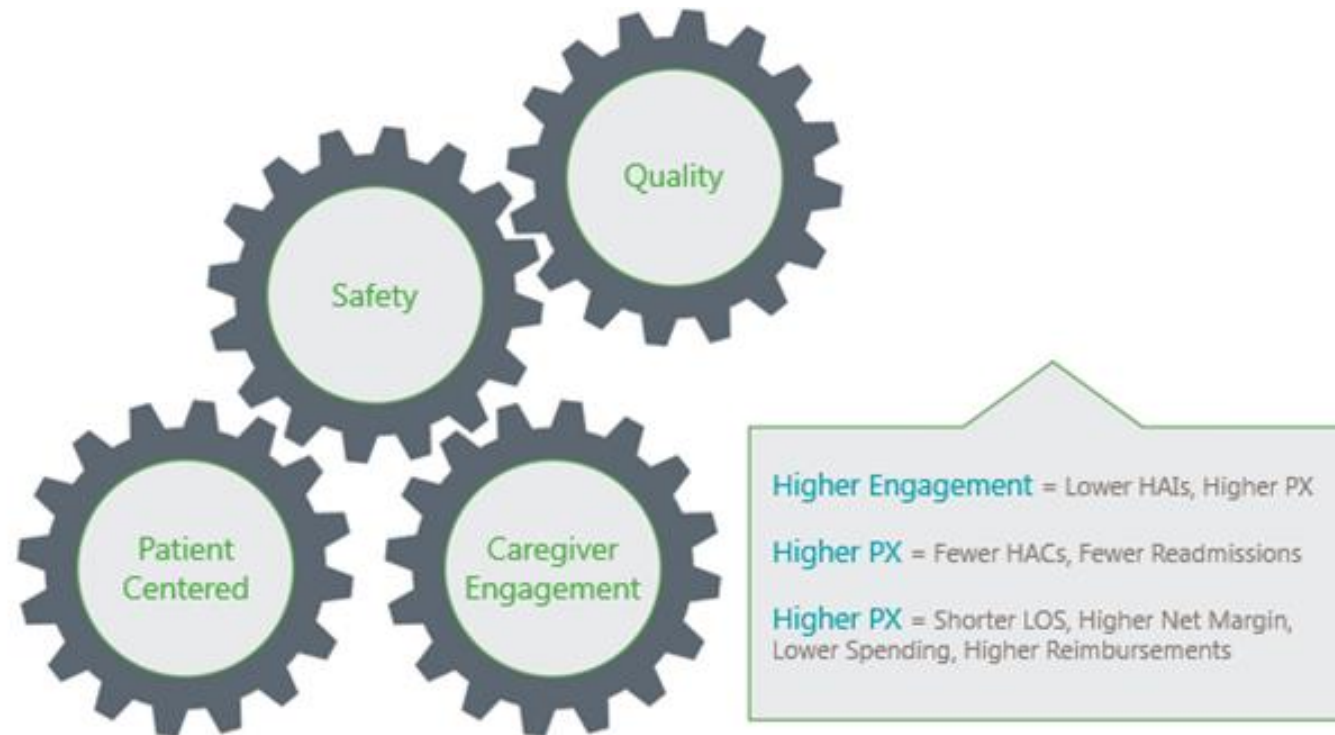 Quality
Safety
Patient
Centered
Caregiver
Engagement
Higher Engagement = Lower HAIs, Higher PX
Higher PX = Fewer HACs, Fewer Readmissions
Higher PX = Shorter LOS, Higher Net Margin,
Lower Spending, Higher Reimbursements